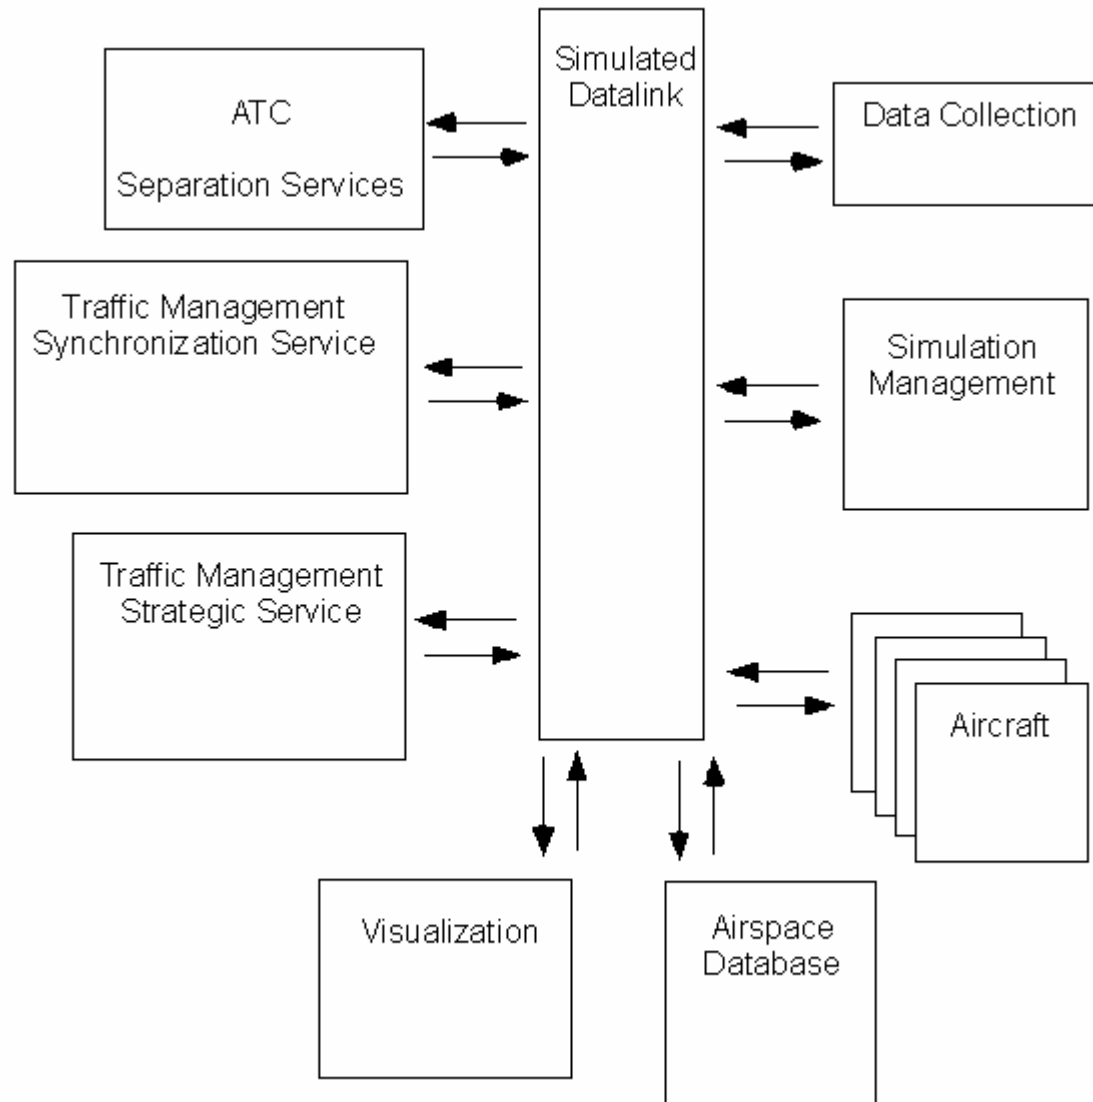 Simulated
Datalink
ATC
Separation Services
Data Collection
Traffic Management
Synchronization Service
Simulation
Management
Traffic Management
Strategic Service
Aircraft
Visualization
Airspace
Database